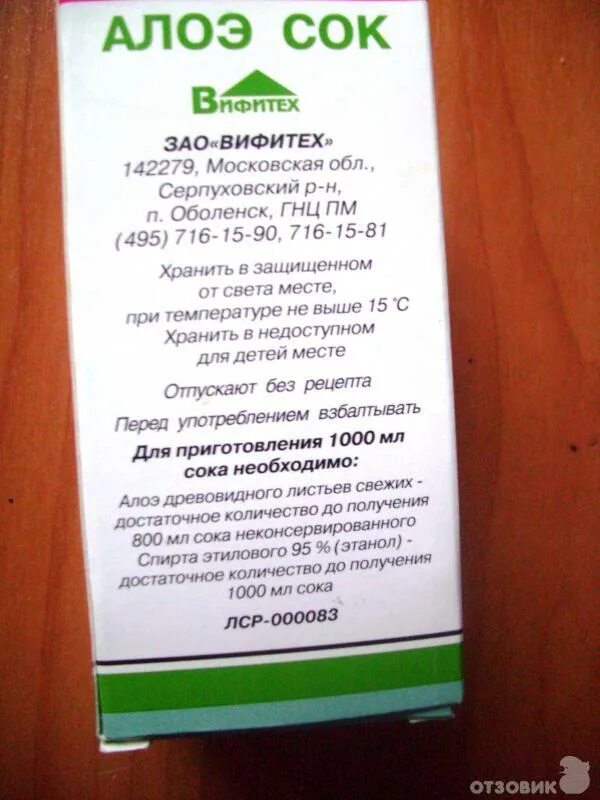 АЛОЭ СОК
ВИФИТЕХ
ЗАО«ВИФИТЕХ»
142279, Московская обл.,
Серпуховский р-н,
п. Оболенск, ГНЦ ПМ
(495) 716-15-90, 716-15-81
Хранить в защищенном
от света месте,
при температуре не выше 15 °С
Хранить в недоступном
для детей месте
Отпускают без рецепта
Перед употреблением взбалтывать
Для приготовления 1000 мл
сока необходимо:
Алоэ древовидного листьев свежих -
достаточное количество до получения
800 мл сока неконсервированного
Спирта этилового 95 % (этанол) -
достаточное количество до получения
1000 мл сока
ЛСР-000083
ОТЗОВИК